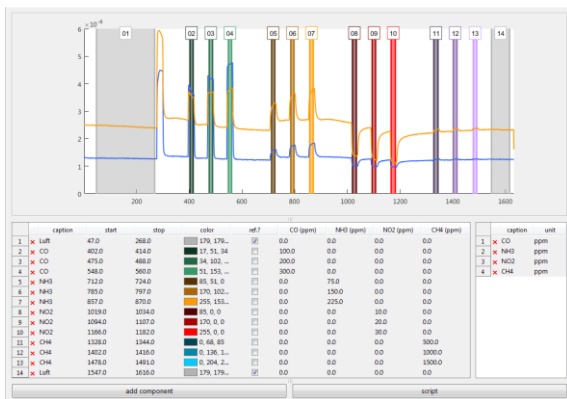 ×10⁻⁴
6
5
4
3
2
1
0
01 02 03 04 05 06 07 08 09 10 11 12 13 14
200 400 600 800 1000 1200 1400 1600
caption start stop color ref.? CO (ppm) NH3 (ppm) NO2 (ppm) CH4 (ppm)
1 Luft 47.0 268.0 179, 179... 0.0 0.0 0.0 0.0
2 CO 402.0 414.0 17, 51, 34 100.0 0.0 0.0 0.0
3 CO 475.0 488.0 34, 102, ... 200.0 0.0 0.0 0.0
4 CO 548.0 560.0 51, 153, ... 300.0 0.0 0.0 0.0
5 NH3 712.0 724.0 85, 51, 0 0.0 75.0 0.0 0.0
6 NH3 785.0 797.0 170, 102... 0.0 150.0 0.0 0.0
7 NH3 857.0 870.0 255, 153... 0.0 225.0 0.0 0.0
8 NO2 1019.0 1034.0 85, 0, 0 0.0 0.0 10.0 0.0
9 NO2 1094.0 1107.0 170, 0, 0 0.0 0.0 20.0 0.0
10 NO2 1166.0 1182.0 255, 0, 0 0.0 0.0 30.0 0.0
11 CH4 1328.0 1344.0 0, 68, 85 0.0 0.0 0.0 500.0
12 CH4 1402.0 1416.0 0, 136, 1... 0.0 0.0 0.0 1000.0
13 CH4 1478.0 1491.0 0, 204, 2... 0.0 0.0 0.0 1500.0
14 Luft 1547.0 1616.0 179, 179... 0.0 0.0 0.0 0.0
caption unit
1 CO ppm
2 NH3 ppm
3 NO2 ppm
4 CH4 ppm
add component
script